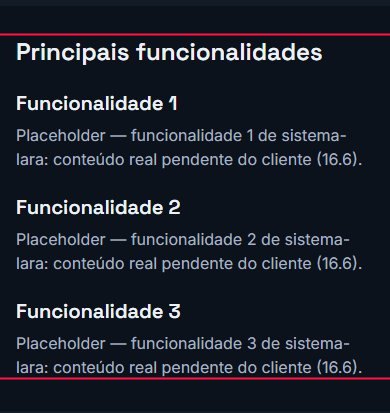 Principais funcionalidades
Funcionalidade 1
Placeholder — funcionalidade 1 de sistema-
lara: conteúdo real pendente do cliente (16.6).
Funcionalidade 2
Placeholder — funcionalidade 2 de sistema-
lara: conteúdo real pendente do cliente (16.6).
Funcionalidade 3
Placeholder — funcionalidade 3 de sistema-
lara: conteúdo real pendente do cliente (16.6).